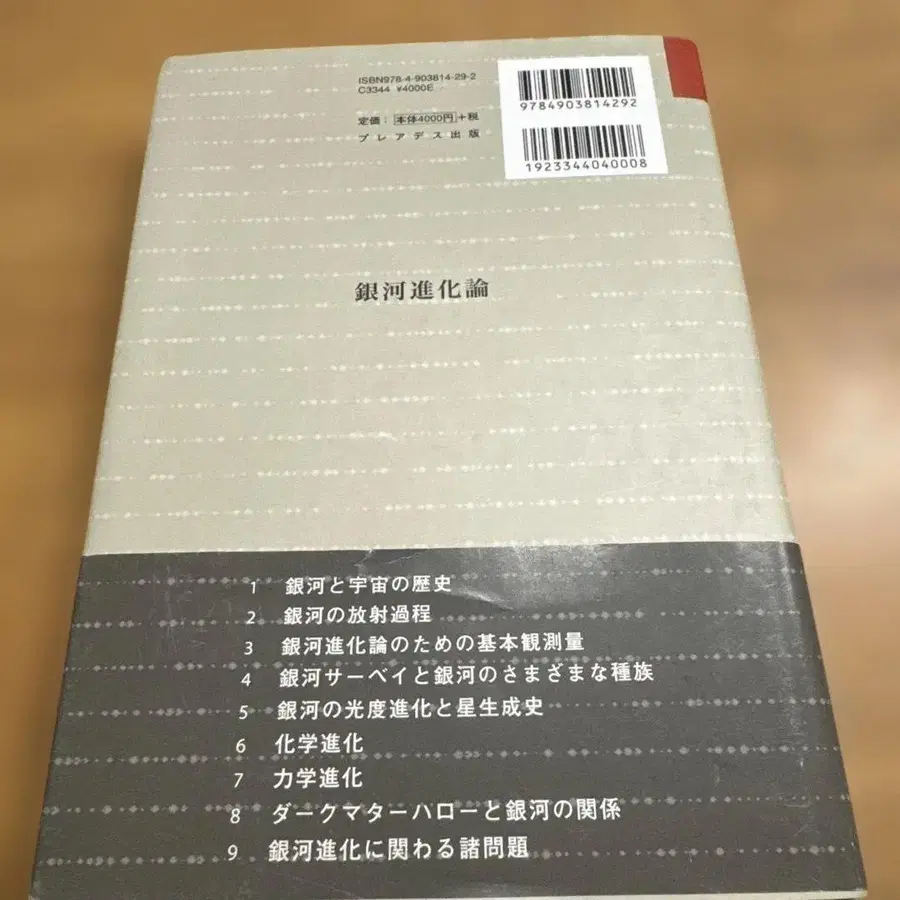 ISBN978-4-903814-29-2
C3344 ¥4000E
定価：本体4000円+税
プレアデス出版
9784903814292
1923344040008
銀河進化論
1 銀河と宇宙の歴史
2 銀河の放射過程
3 銀河進化論のための基本観測量
4 銀河サーベイと銀河のさまざまな種族
5 銀河の光度進化と星生成史
6 化学進化
7 力学進化
8 ダークマターハローと銀河の関係
9 銀河進化に関わる諸問題